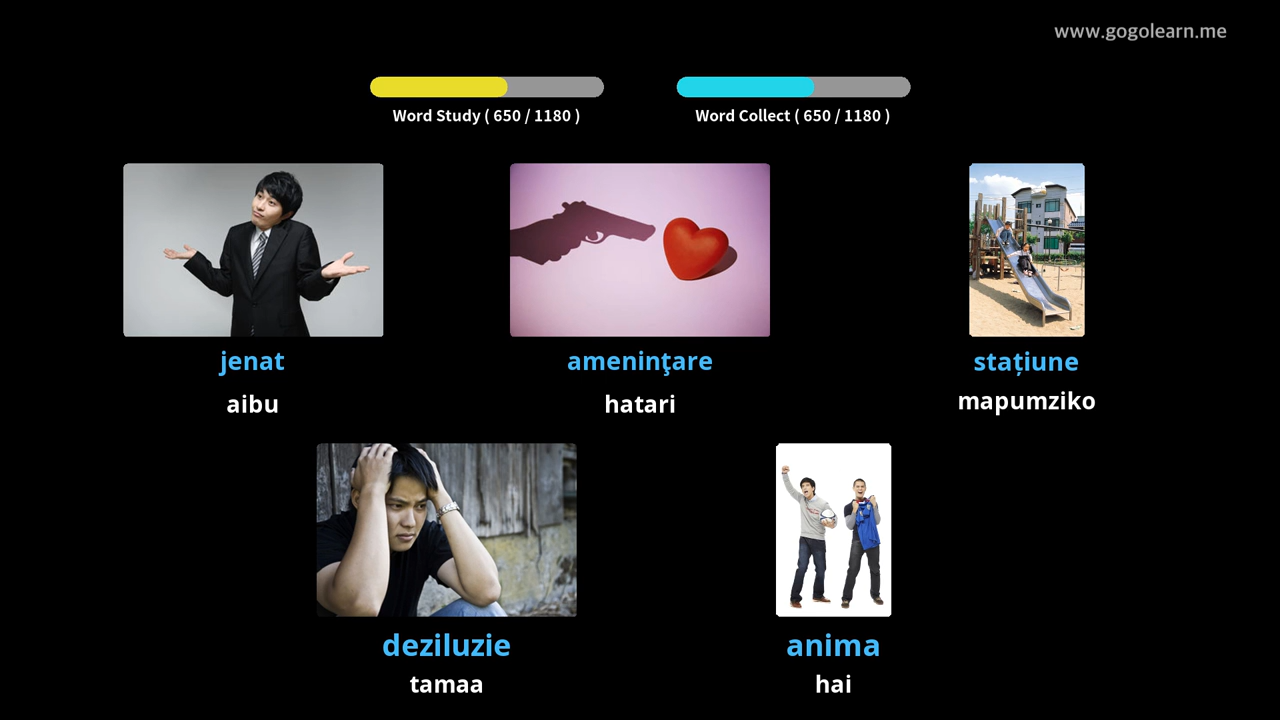 www.gogolearn.me
Word Study ( 650 / 1180 )
Word Collect ( 650 / 1180 )
jenat
ameninţare
stațiune
aibu
hatari
mapumziko
deziluzie
anima
tamaa
hai